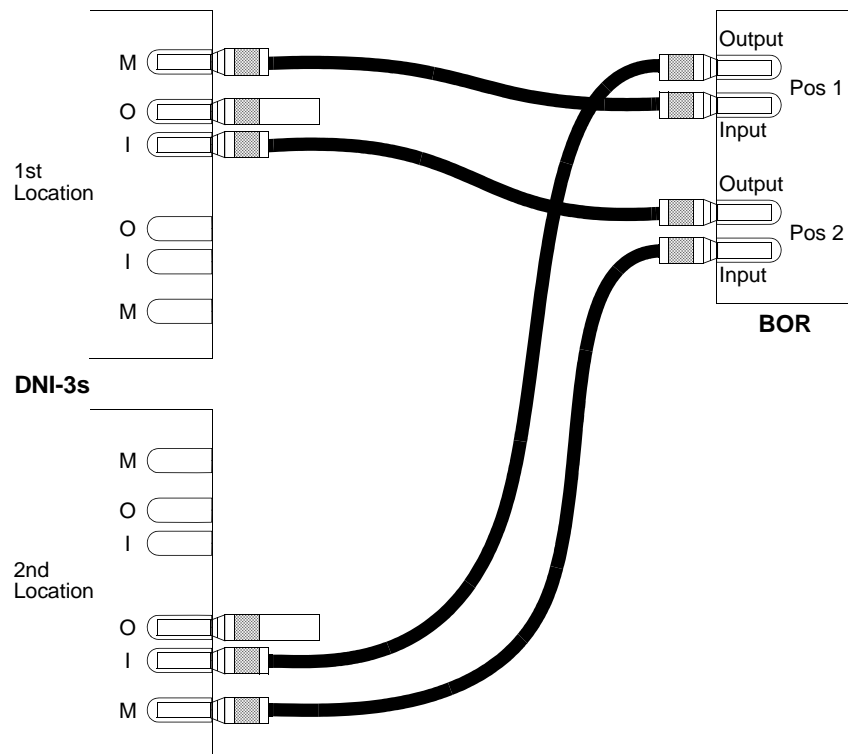 M
O
I
1st
Location
O
I
M
DNI-3s
M
O
I
2nd
Location
O
I
M
Output
Pos 1
Input
Output
Pos 2
Input
BOR